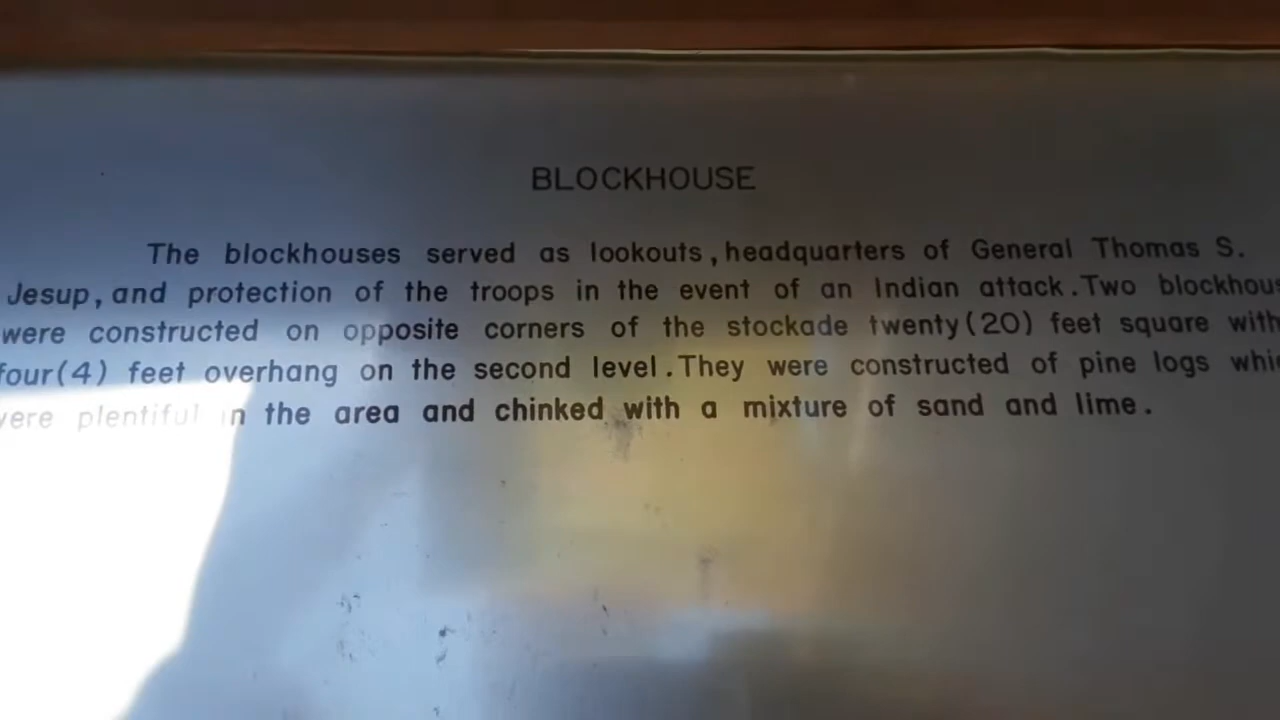 BLOCKHOUSE
The blockhouses served as lookouts, headquarters of General Thomas S.
Jesup, and protection of the troops in the event of an Indian attack. Two blockhou
were constructed on opposite corners of the stockade twenty (20) feet square with
four (4) feet overhang on the second level. They were constructed of pine logs whi
were plentiful in the area and chinked with a mixture of sand and lime.